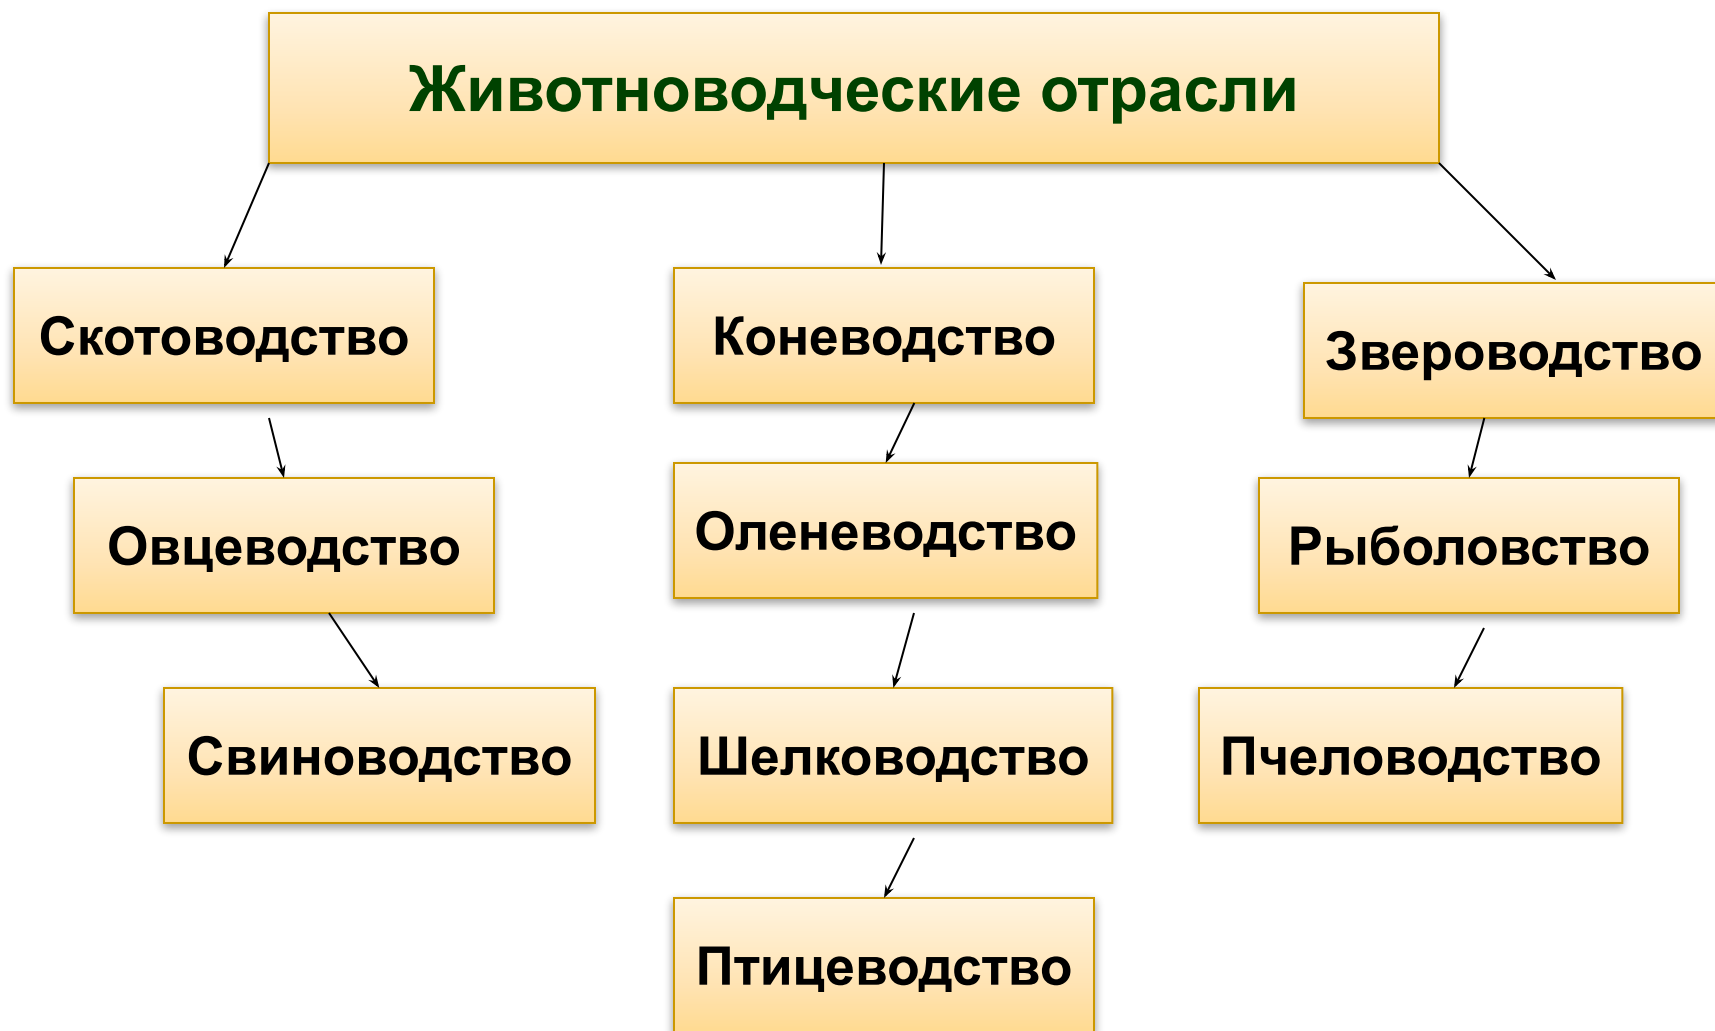 Животноводческие отрасли
Скотоводство
Овцеводство
Свиноводство
Коневодство
Оленеводство
Шелководство
Птицеводство
Звероводство
Рыболовство
Пчеловодство